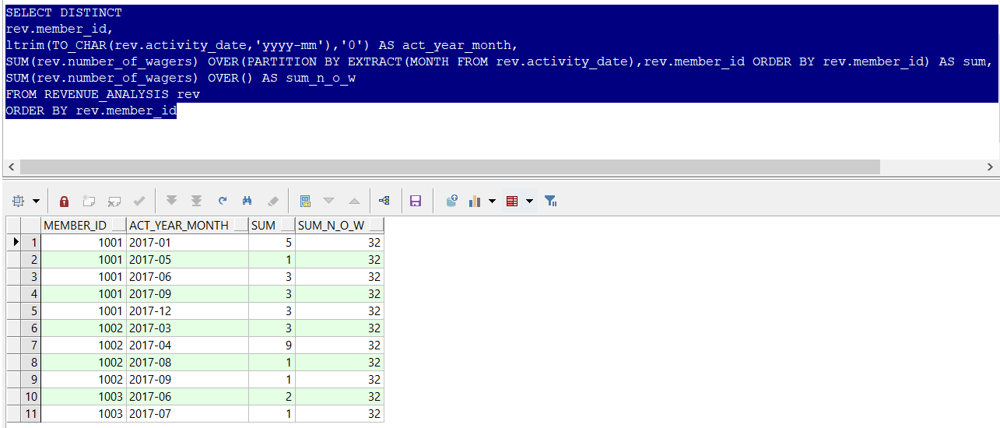 SELECT DISTINCT
rev.member_id,
ltrim(TO_CHAR(rev.activity_date,'yyyy-mm'),'0') AS act_year_month,
SUM(rev.number_of_wagers) OVER(PARTITION BY EXTRACT(MONTH FROM rev.activity_date),rev.member_id ORDER BY rev.member_id) AS sum,
SUM(rev.number_of_wagers) OVER() AS sum_n_o_w
FROM REVENUE_ANALYSIS rev
ORDER BY rev.member_id
MEMBER_ID ACT_YEAR_MONTH SUM SUM_N_O_W
1 1001 2017-01 5 32
2 1001 2017-05 1 32
3 1001 2017-06 3 32
4 1001 2017-09 3 32
5 1001 2017-12 3 32
6 1002 2017-03 3 32
7 1002 2017-04 9 32
8 1002 2017-08 1 32
9 1002 2017-09 1 32
10 1003 2017-06 2 32
11 1003 2017-07 1 32